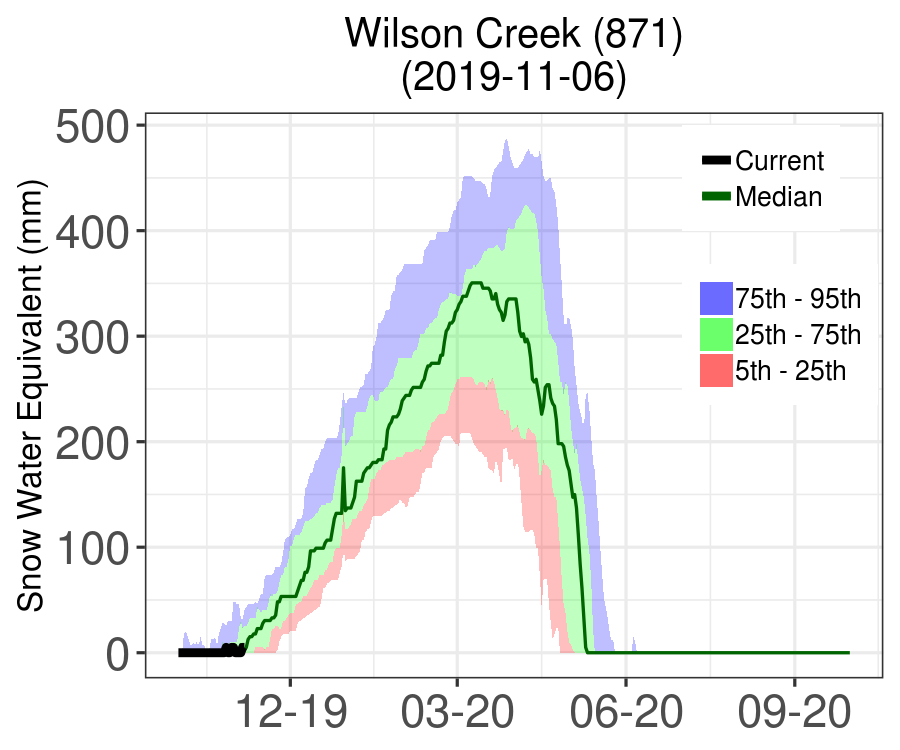 Wilson Creek (871)
(2019-11-06)
Snow Water Equivalent (mm)
500
400
300
200
100
0
12-19
03-20
06-20
09-20
Current
Median
75th - 95th
25th - 75th
5th - 25th